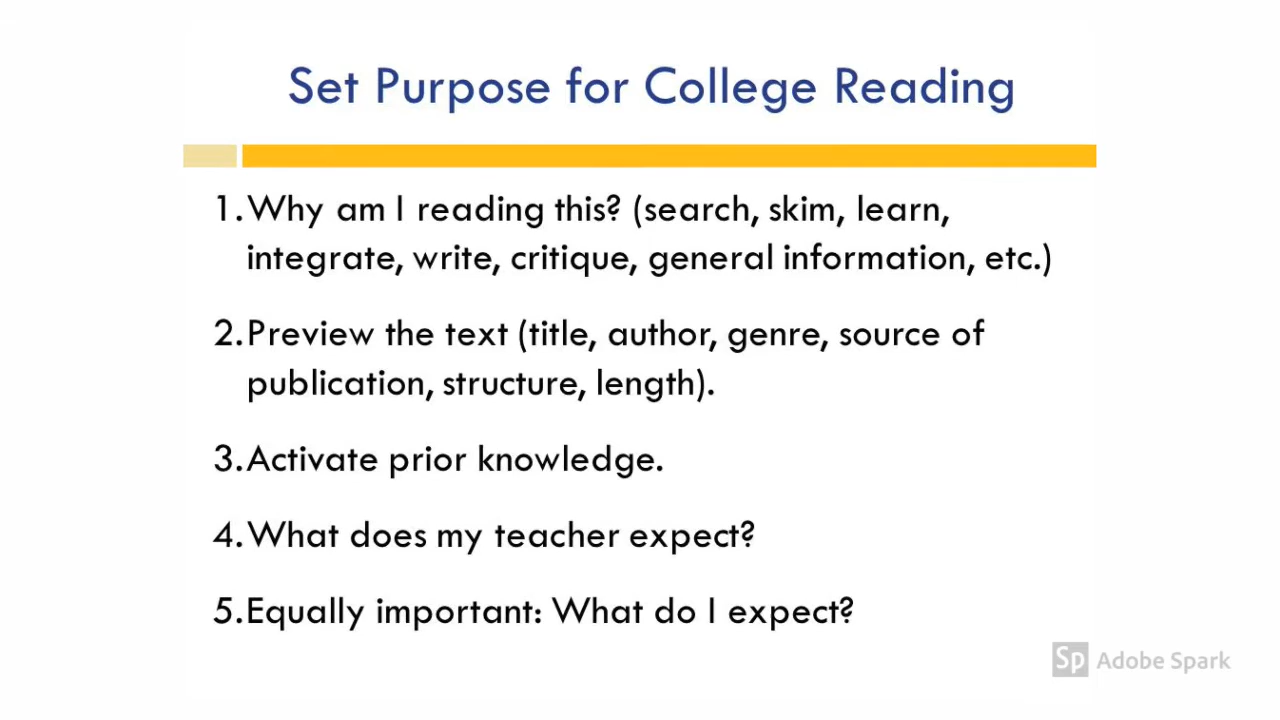 Set Purpose for College Reading
1. Why am I reading this? (search, skim, learn,
integrate, write, critique, general information, etc.)
2. Preview the text (title, author, genre, source of
publication, structure, length).
3. Activate prior knowledge.
4. What does my teacher expect?
5. Equally important: What do I expect?
Sp Adobe Spark